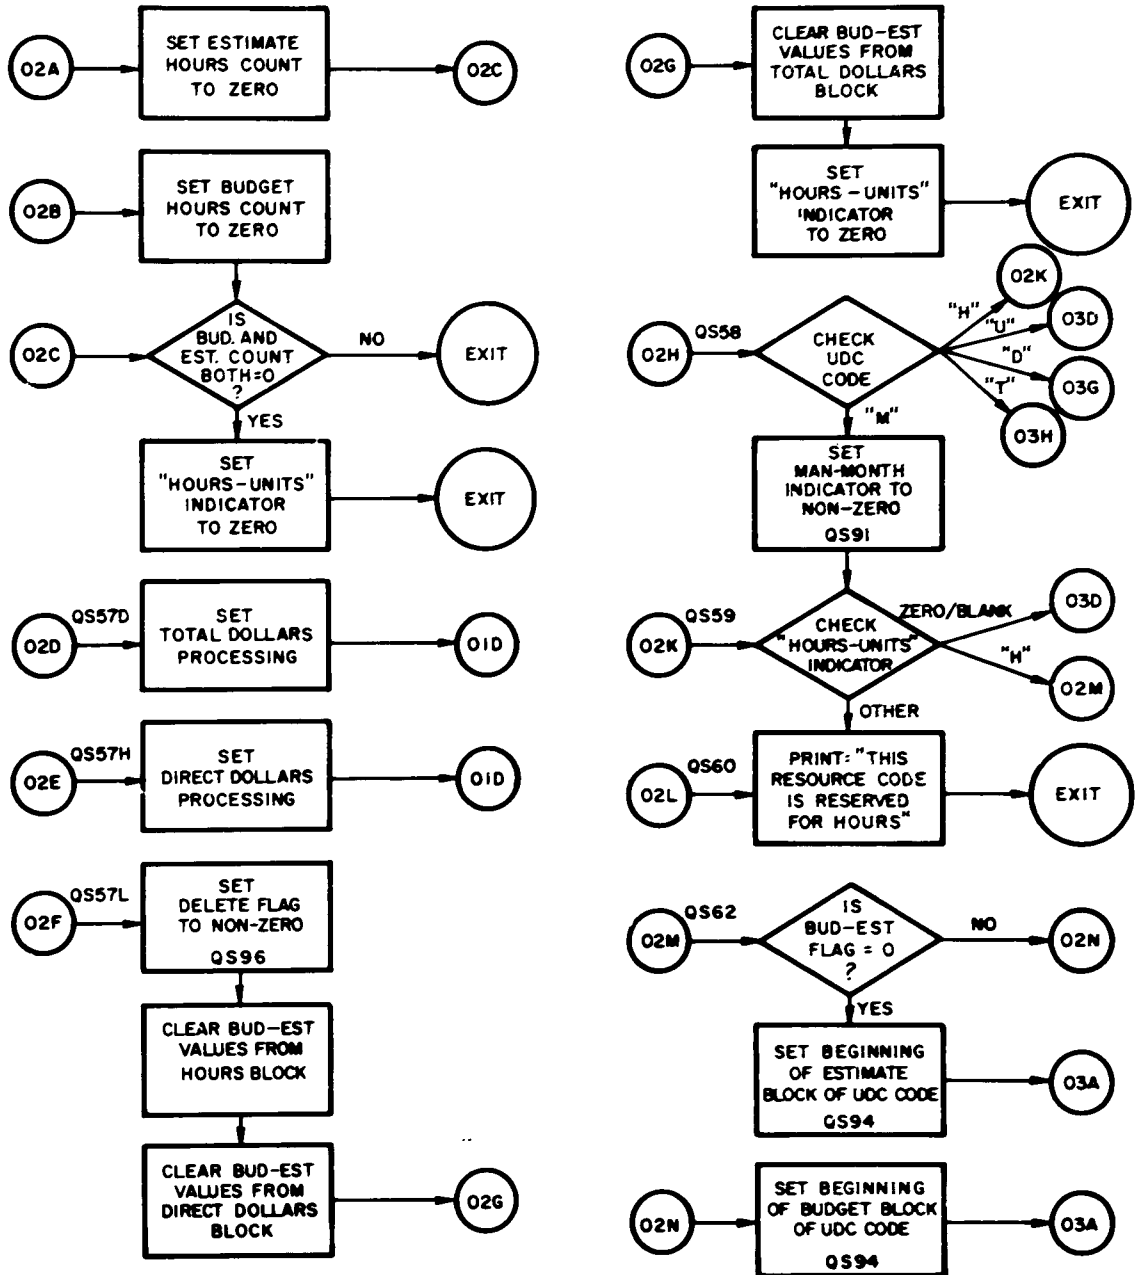 02A
SET ESTIMATE
HOURS COUNT
TO ZERO
02C
02B
SET BUDGET
HOURS COUNT
TO ZERO
02C
IS
BUD. AND
EST. COUNT
BOTH=0
?
NO
EXIT
YES
SET
"HOURS-UNITS"
INDICATOR
TO ZERO
EXIT
02D
QS57D
SET
TOTAL DOLLARS
PROCESSING
01D
02E
QS57H
SET
DIRECT DOLLARS
PROCESSING
01D
02F
QS57L
SET
DELETE FLAG
TO NON-ZERO
QS96
CLEAR BUD-EST
VALUES FROM
HOURS BLOCK
CLEAR BUD-EST
VALUES FROM
DIRECT DOLLARS
BLOCK
02G
02G
CLEAR BUD-EST
VALUES FROM
TOTAL DOLLARS
BLOCK
SET
"HOURS-UNITS"
INDICATOR
TO ZERO
EXIT
02H
QS58
CHECK
UDC
CODE
"H"
02K
"U"
03D
"D"
03G
"T"
03H
"M"
SET
MAN-MONTH
INDICATOR TO
NON-ZERO
QS91
02K
QS59
CHECK
"HOURS-UNITS"
INDICATOR
ZERO/BLANK
03D
"H"
02M
OTHER
02L
QS60
PRINT="THIS
RESOURCE CODE
IS RESERVED
FOR HOURS"
EXIT
02M
QS62
IS
BUD-EST
FLAG = 0
?
NO
02N
YES
SET BEGINNING
OF ESTIMATE
BLOCK OF UDC CODE
QS94
03A
02N
SET BEGINNING
OF BUDGET BLOCK
OF UDC CODE
QS94
03A